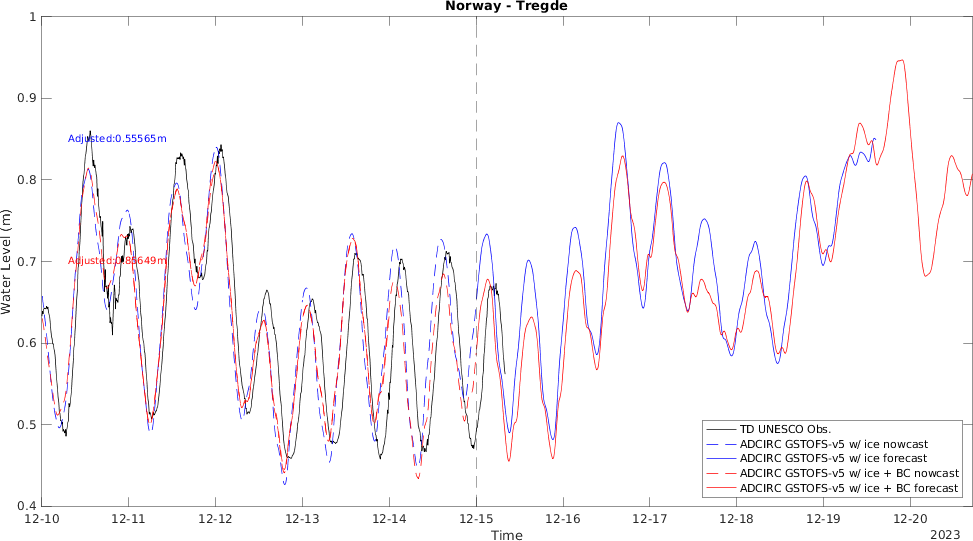 Norway - Tregde
1
0.9
0.8
0.7
0.6
0.5
0.4
Water Level (m)
Adjusted:0.55565m
Adjusted:0.85649m
TD UNESCO Obs.
ADCIRC GSTOFS-v5 w/ ice nowcast
ADCIRC GSTOFS-v5 w/ ice forecast
ADCIRC GSTOFS-v5 w/ ice + BC nowcast
ADCIRC GSTOFS-v5 w/ ice + BC forecast
12-10 12-11 12-12 12-13 12-14 12-15 12-16 12-17 12-18 12-19 12-20
Time
2023